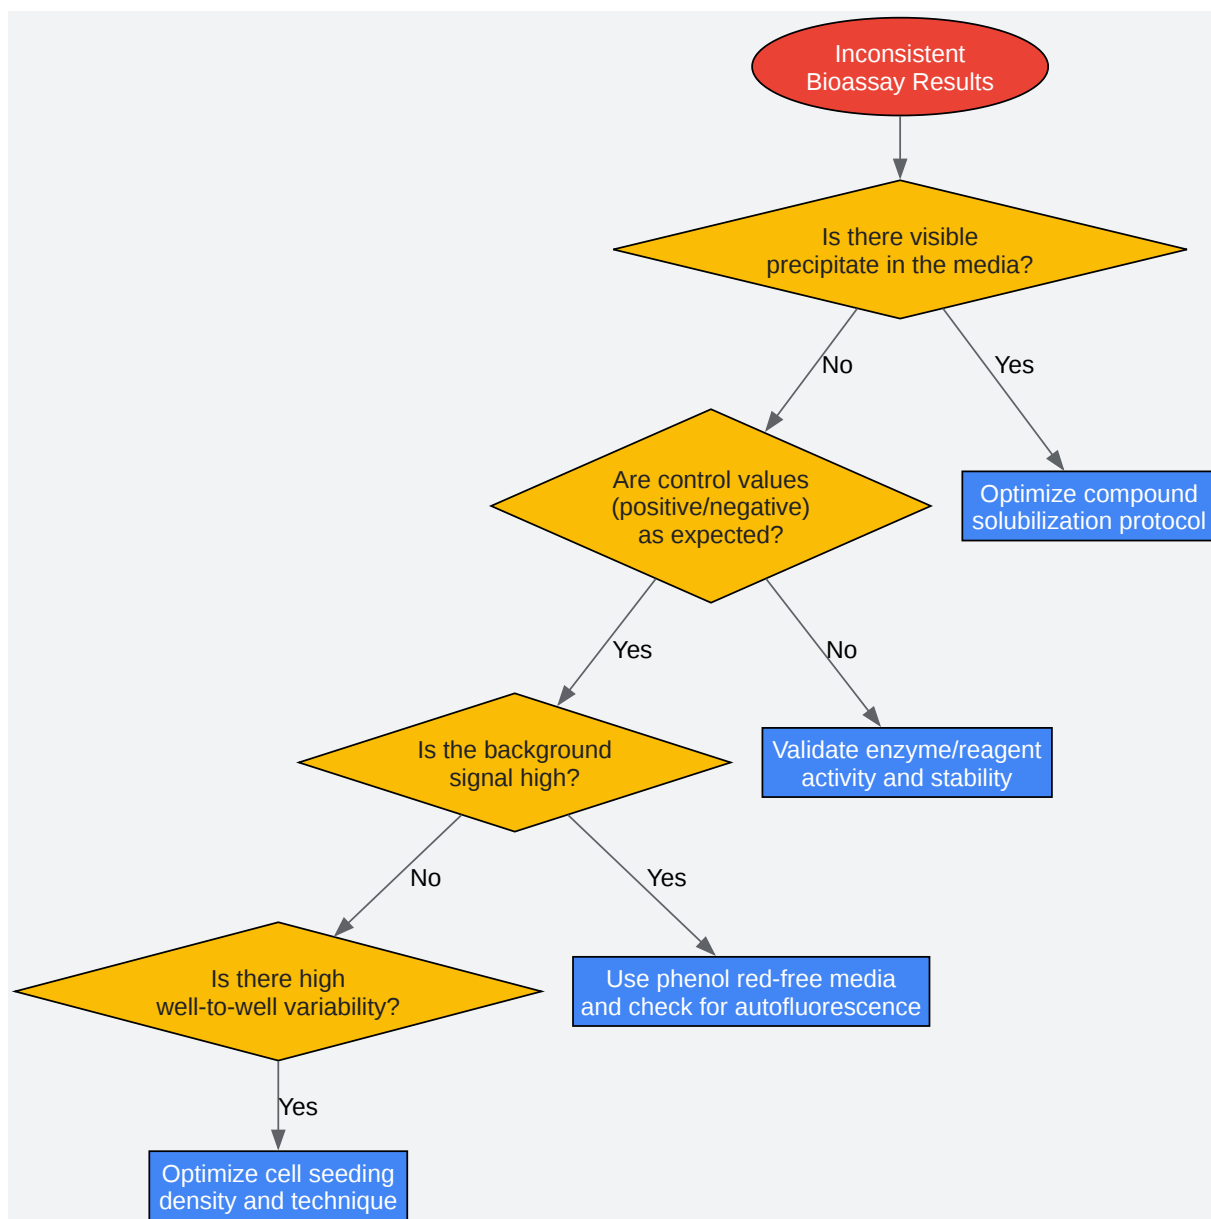 Inconsistent
Bioassay Results
Is there visible
precipitate in the media?
No
Yes
Are control values
(positive/negative)
as expected?
Optimize compound
solubilization protocol
Yes
No
Is the background
signal high?
Validate enzyme/reagent
activity and stability
No
Yes
Is there high
well-to-well variability?
Use phenol red-free media
and check for autofluorescence
Yes
Optimize cell seeding
density and technique